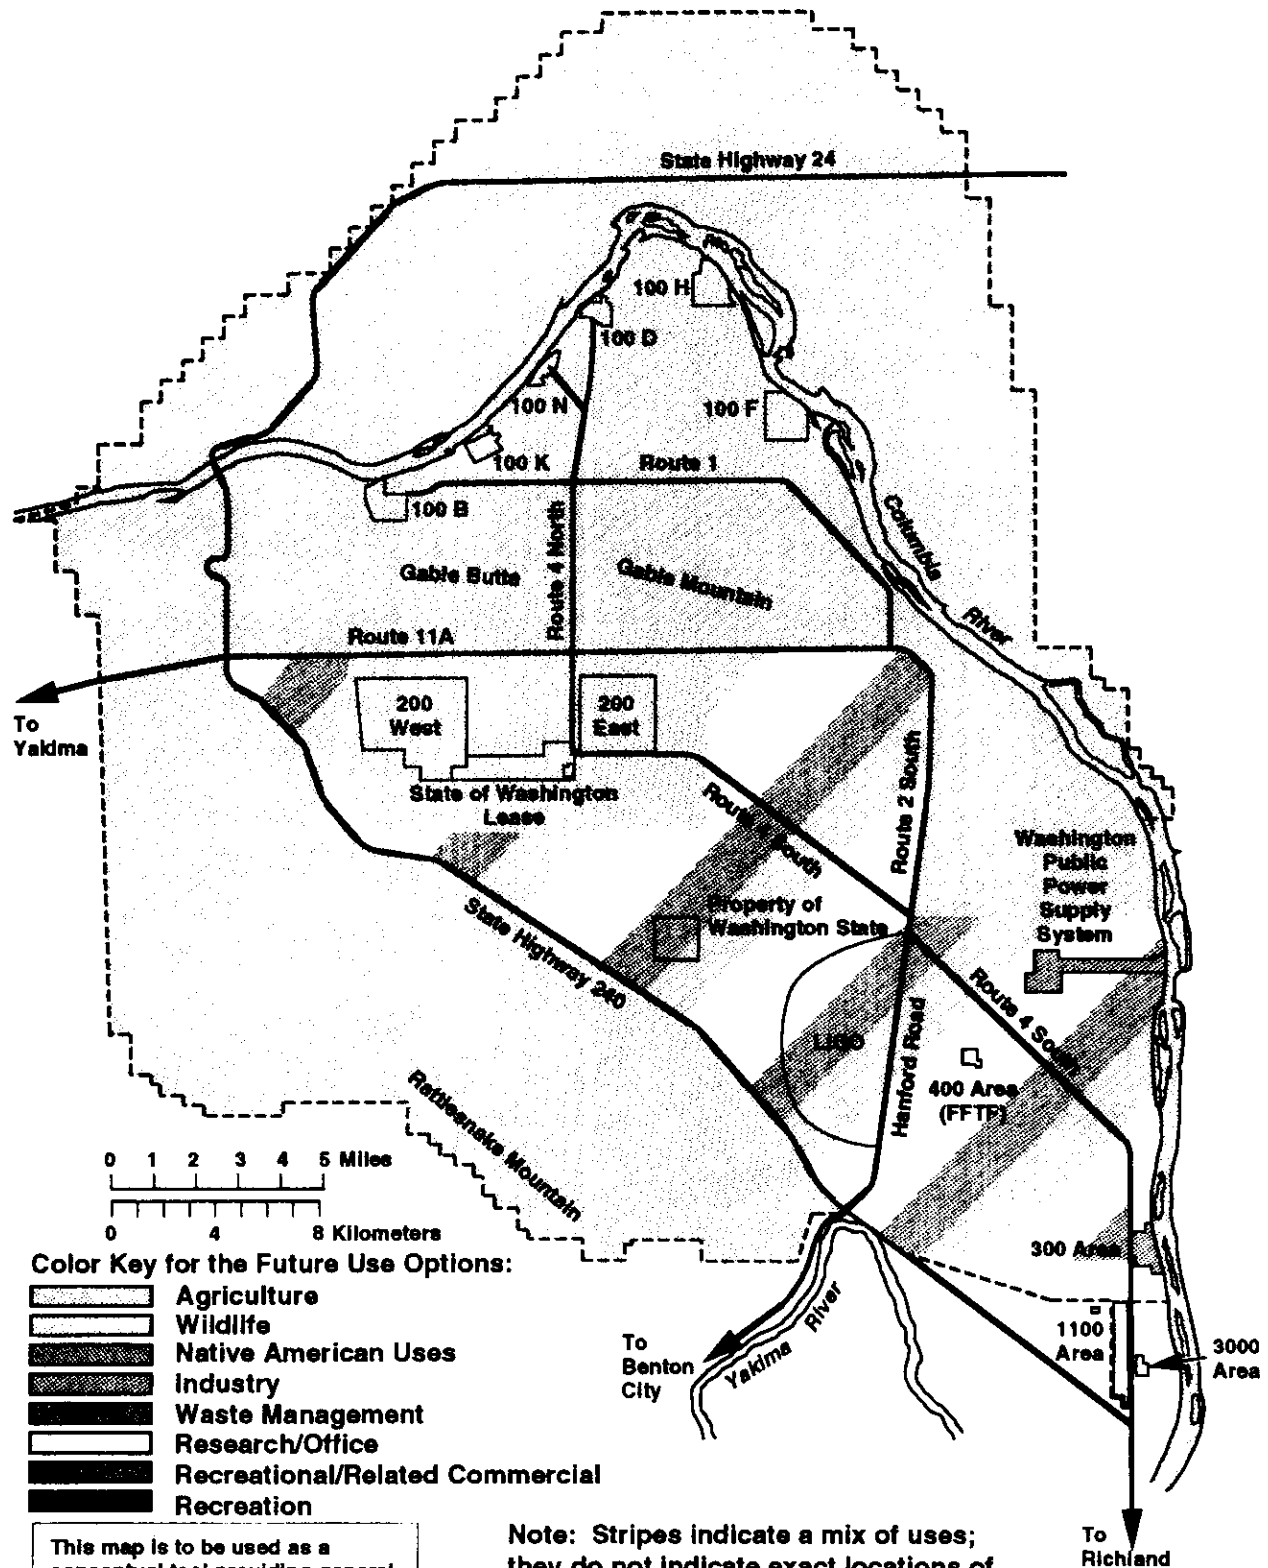 State Highway 24
100 H
100 D
100 N
100 F
100 K
Route 1
100 B
Columbia
River
Route 4 North
Gable Butte
Gable Mountain
Route 11A
To
Yakima
200
West
200
East
State of Washington
Lease
Route 4 South
Route 2 South
Washington
Public
Power
Supply
System
Property of
Washington State
State Highway 240
LIGO
Hanford Road
Route 4 South
400 Area
(FFTF)
Rattlesnake Mountain
0 1 2 3 4 5 Miles
0 4 8 Kilometers
300 Area
1100
Area
3000
Area
To
Benton
City
Yakima
River
Color Key for the Future Use Options:
Agriculture
Wildlife
Native American Uses
Industry
Waste Management
Research/Office
Recreational/Related Commercial
Recreation
This map is to be used as a
conceptual tool providing general
Note: Stripes indicate a mix of uses;
they do not indicate exact locations of
To
Richland